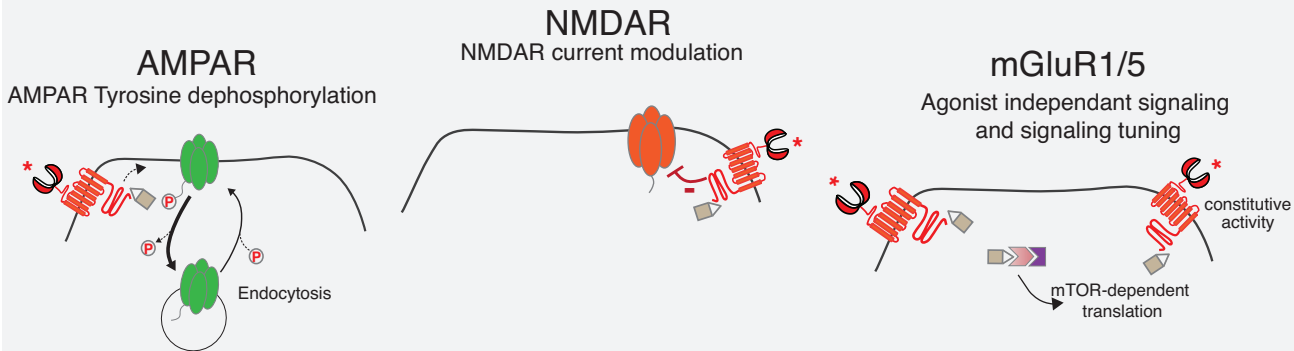 AMPAR
AMPAR Tyrosine dephosphorylation
*
P
P
P
Endocytosis
NMDAR
NMDAR current modulation
*
-
mGluR1/5
Agonist independant signaling
and signaling tuning
*
*
constitutive
activity
mTOR-dependent
translation